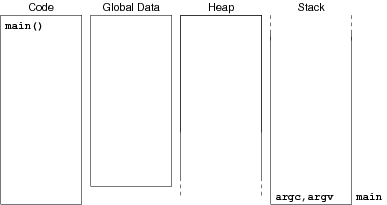 Code Global Data Heap Stack
main()
argc,argv main